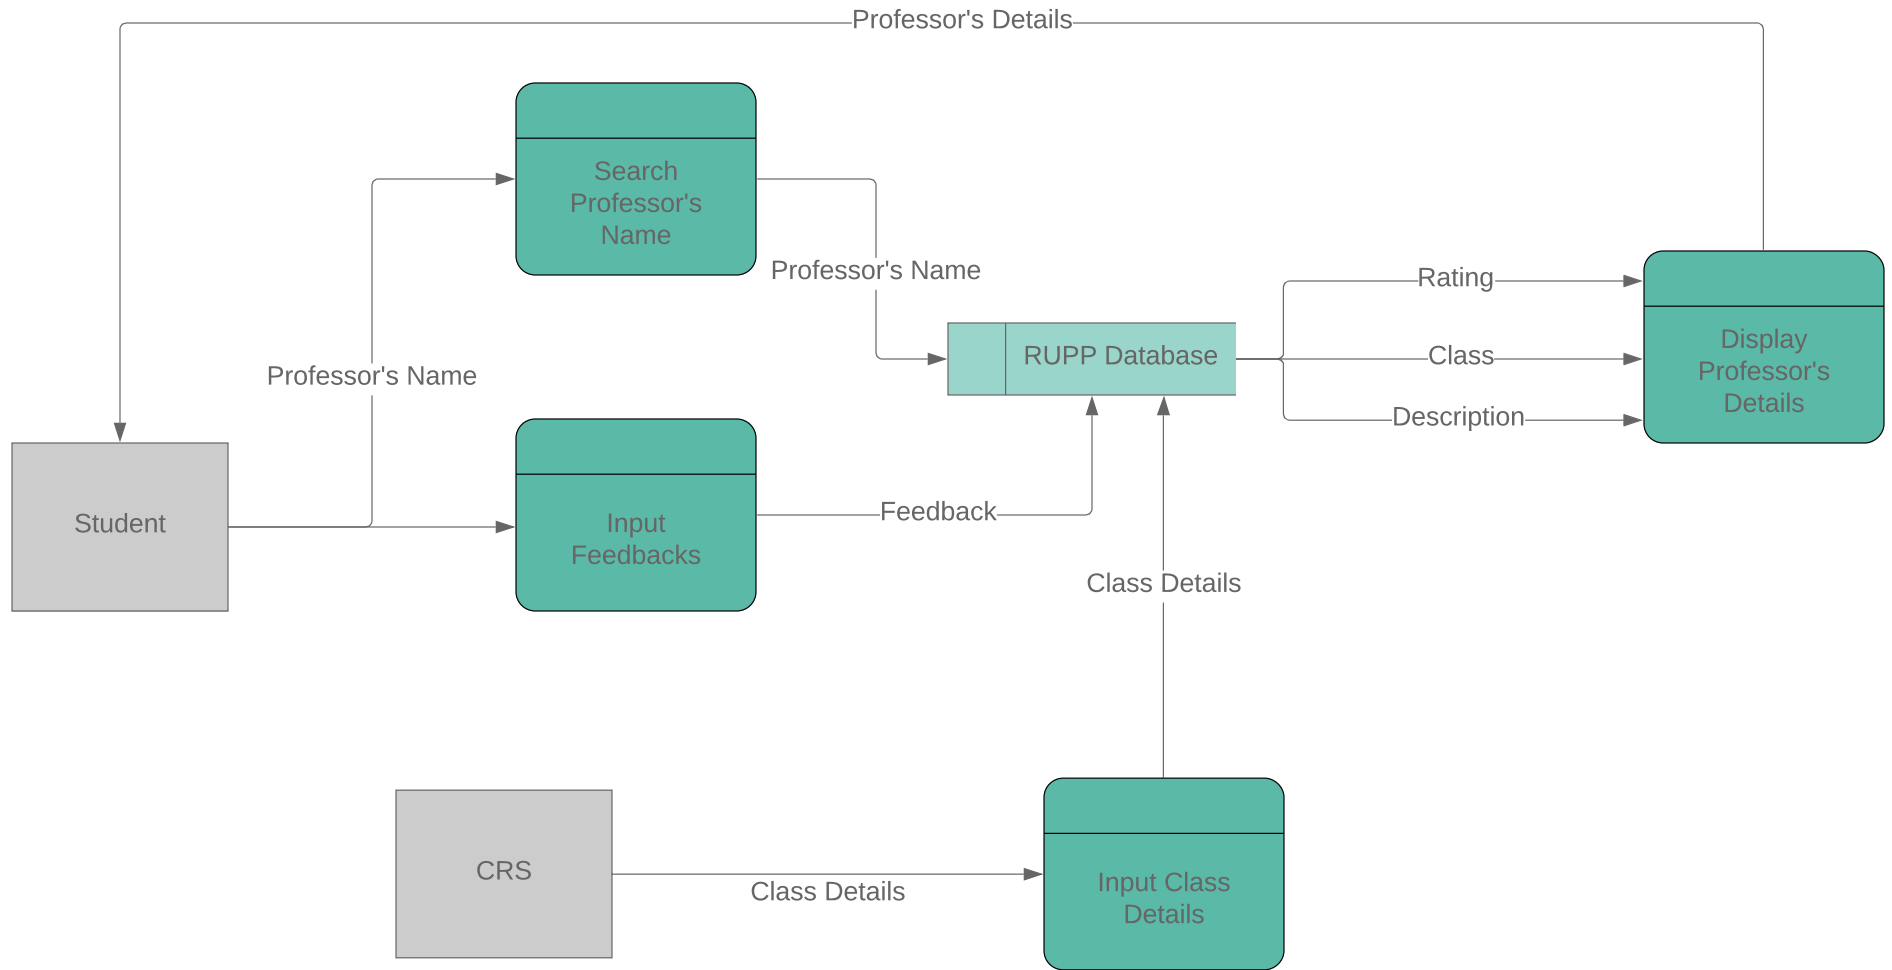 Professor's Details
Search
Professor's
Name
Professor's Name
Rating
RUPP Database
Class
Display
Professor's
Details
Professor's Name
Description
Student
Input
Feedbacks
Feedback
Class Details
CRS
Class Details
Input Class
Details